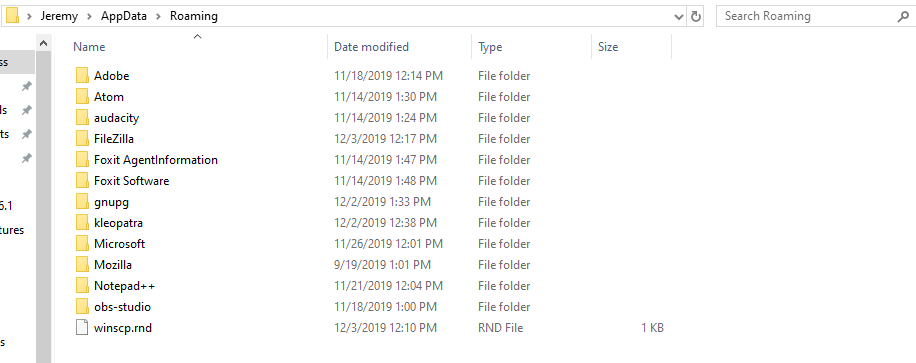 Jeremy > AppData > Roaming
Search Roaming
Name Date modified Type Size
ss
Adobe 11/18/2019 12:14 PM File folder
Atom 11/14/2019 1:30 PM File folder
ls audacity 11/14/2019 1:24 PM File folder
ts FileZilla 12/3/2019 12:17 PM File folder
Foxit AgentInformation 11/14/2019 1:47 PM File folder
Foxit Software 11/14/2019 1:48 PM File folder
6.1 gnupg 12/2/2019 1:33 PM File folder
tures kleopatra 12/2/2019 12:38 PM File folder
Microsoft 11/26/2019 12:01 PM File folder
Mozilla 9/19/2019 1:01 PM File folder
Notepad++ 11/21/2019 12:04 PM File folder
obs-studio 11/18/2019 1:00 PM File folder
winscp.rnd 12/3/2019 12:10 PM RND File 1 KB
s